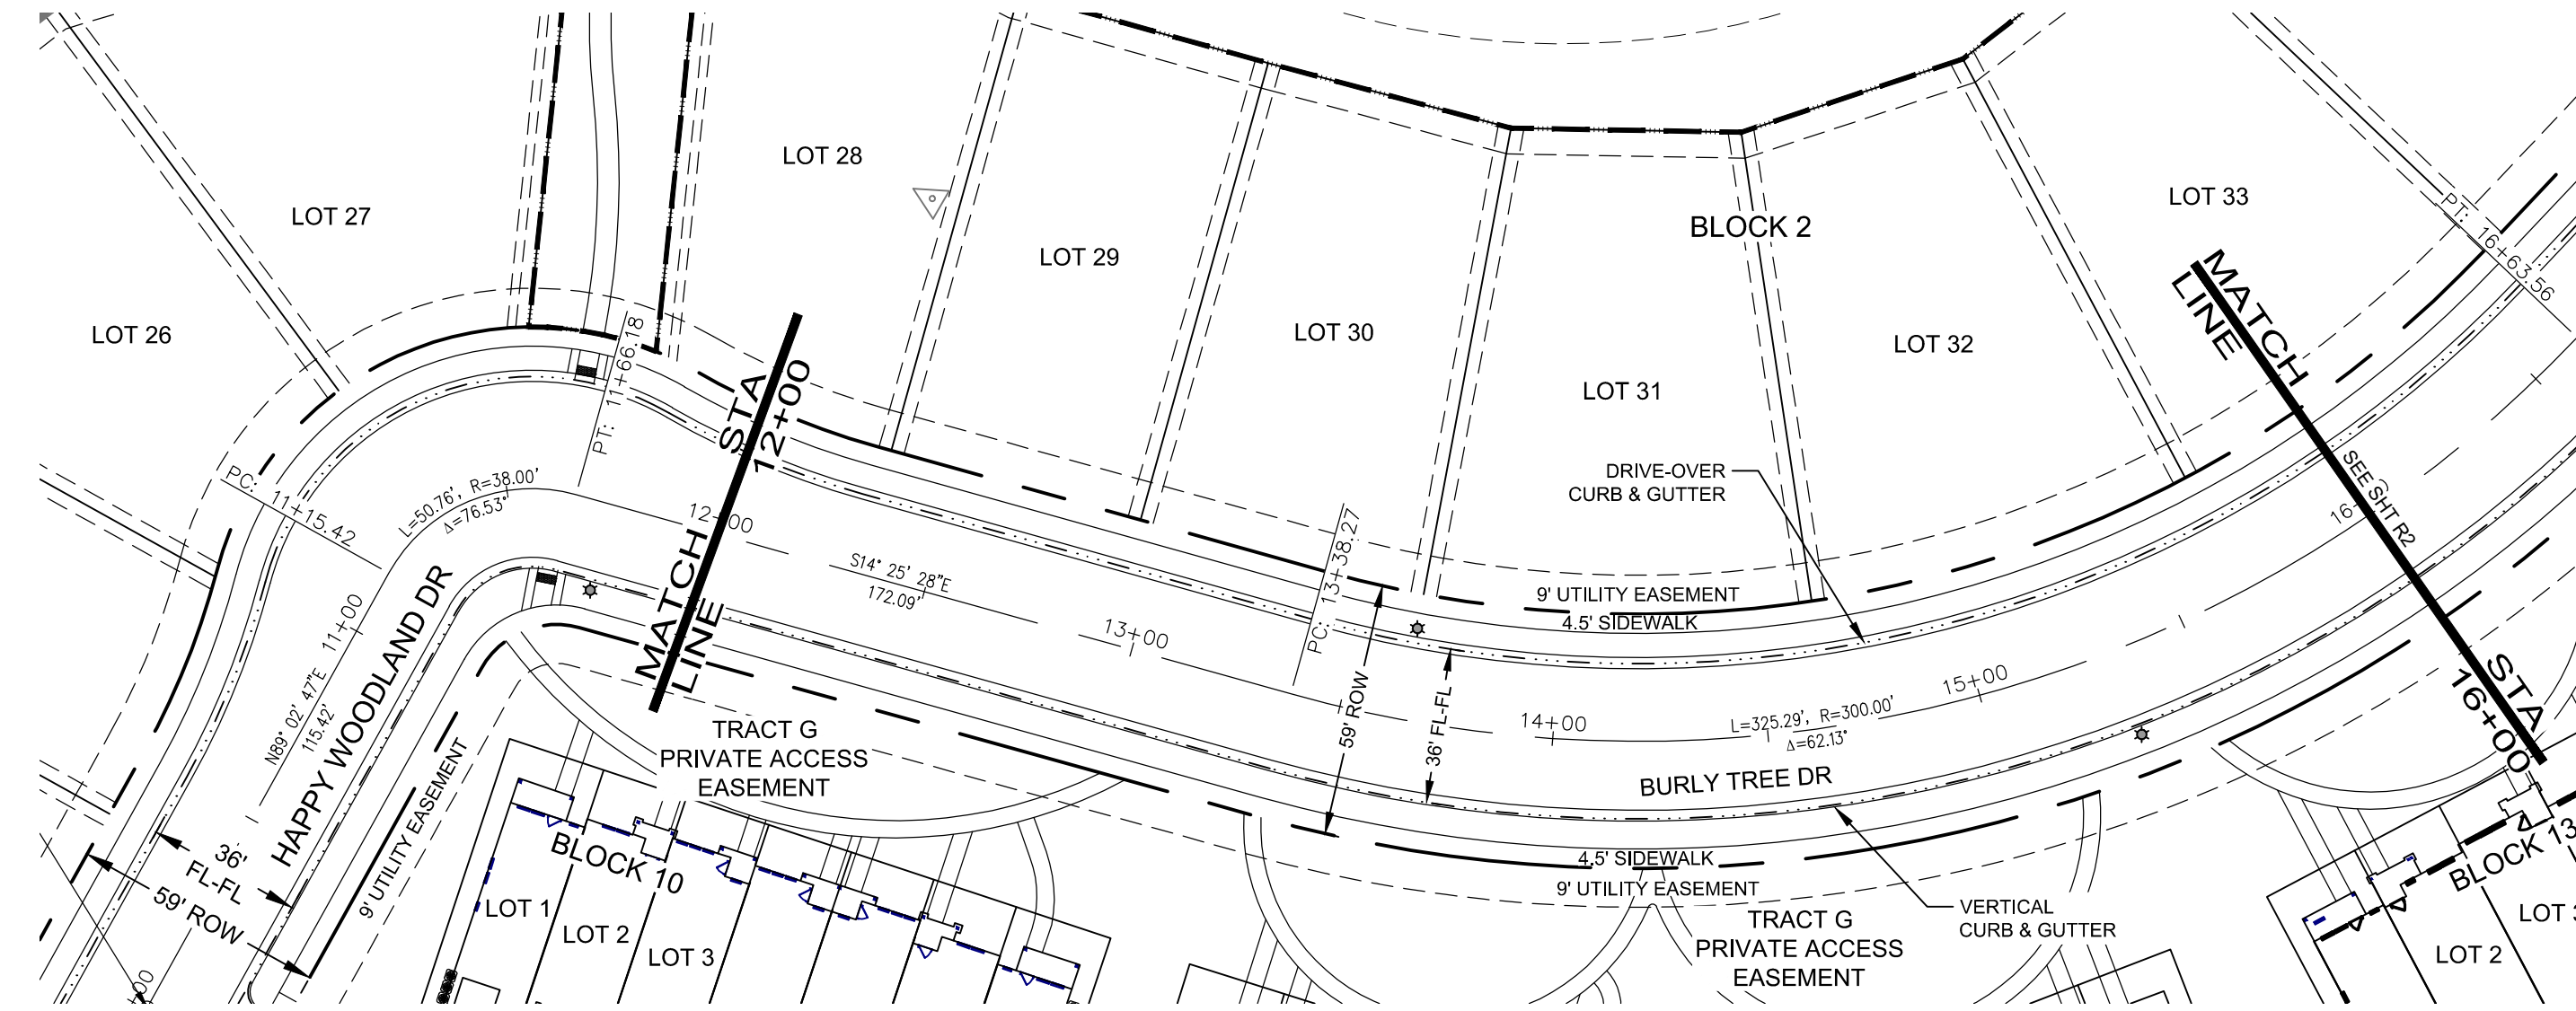 LOT 27
LOT 26
LOT 28
LOT 29
LOT 30
LOT 31
BLOCK 2
LOT 32
LOT 33
PT: 16+63.56
MATCH
LINE
SEE SHT R2
STA
16+00
16+00
PT: 11+66.18
STA
12+00
MATCH
LINE
12+00
PC: 11+15.42
L=50.76', R=38.00'
Δ=76.53°
S14° 25' 28"E
172.09'
13+00
PC: 13+38.27
DRIVE-OVER
CURB & GUTTER
9' UTILITY EASEMENT
4.5' SIDEWALK
59' ROW
36' FL-FL
14+00
L=325.29', R=300.00'
Δ=62.13°
15+00
BURLY TREE DR
4.5' SIDEWALK
9' UTILITY EASEMENT
VERTICAL
CURB & GUTTER
TRACT G
PRIVATE ACCESS
EASEMENT
TRACT G
PRIVATE ACCESS
EASEMENT
HAPPY WOODLAND DR
11+00
N89° 02' 47"E
115.42'
9' UTILITY EASEMENT
36'
FL-FL
59' ROW
BLOCK 10
LOT 1
LOT 2
LOT 3
BLOCK 13
LOT 3
LOT 2